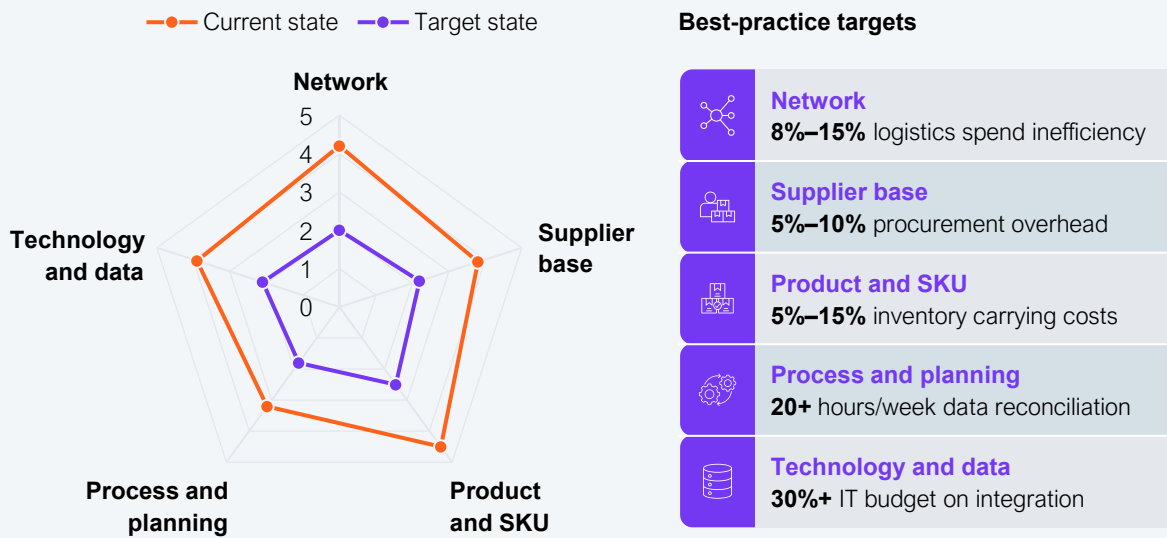 Current state
Target state
Network
5
4
3
2
1
0
Supplier
base
Product
and SKU
Process and
planning
Technology
and data
Best-practice targets
Network
8%–15% logistics spend inefficiency
Supplier base
5%–10% procurement overhead
Product and SKU
5%–15% inventory carrying costs
Process and planning
20+ hours/week data reconciliation
Technology and data
30%+ IT budget on integration